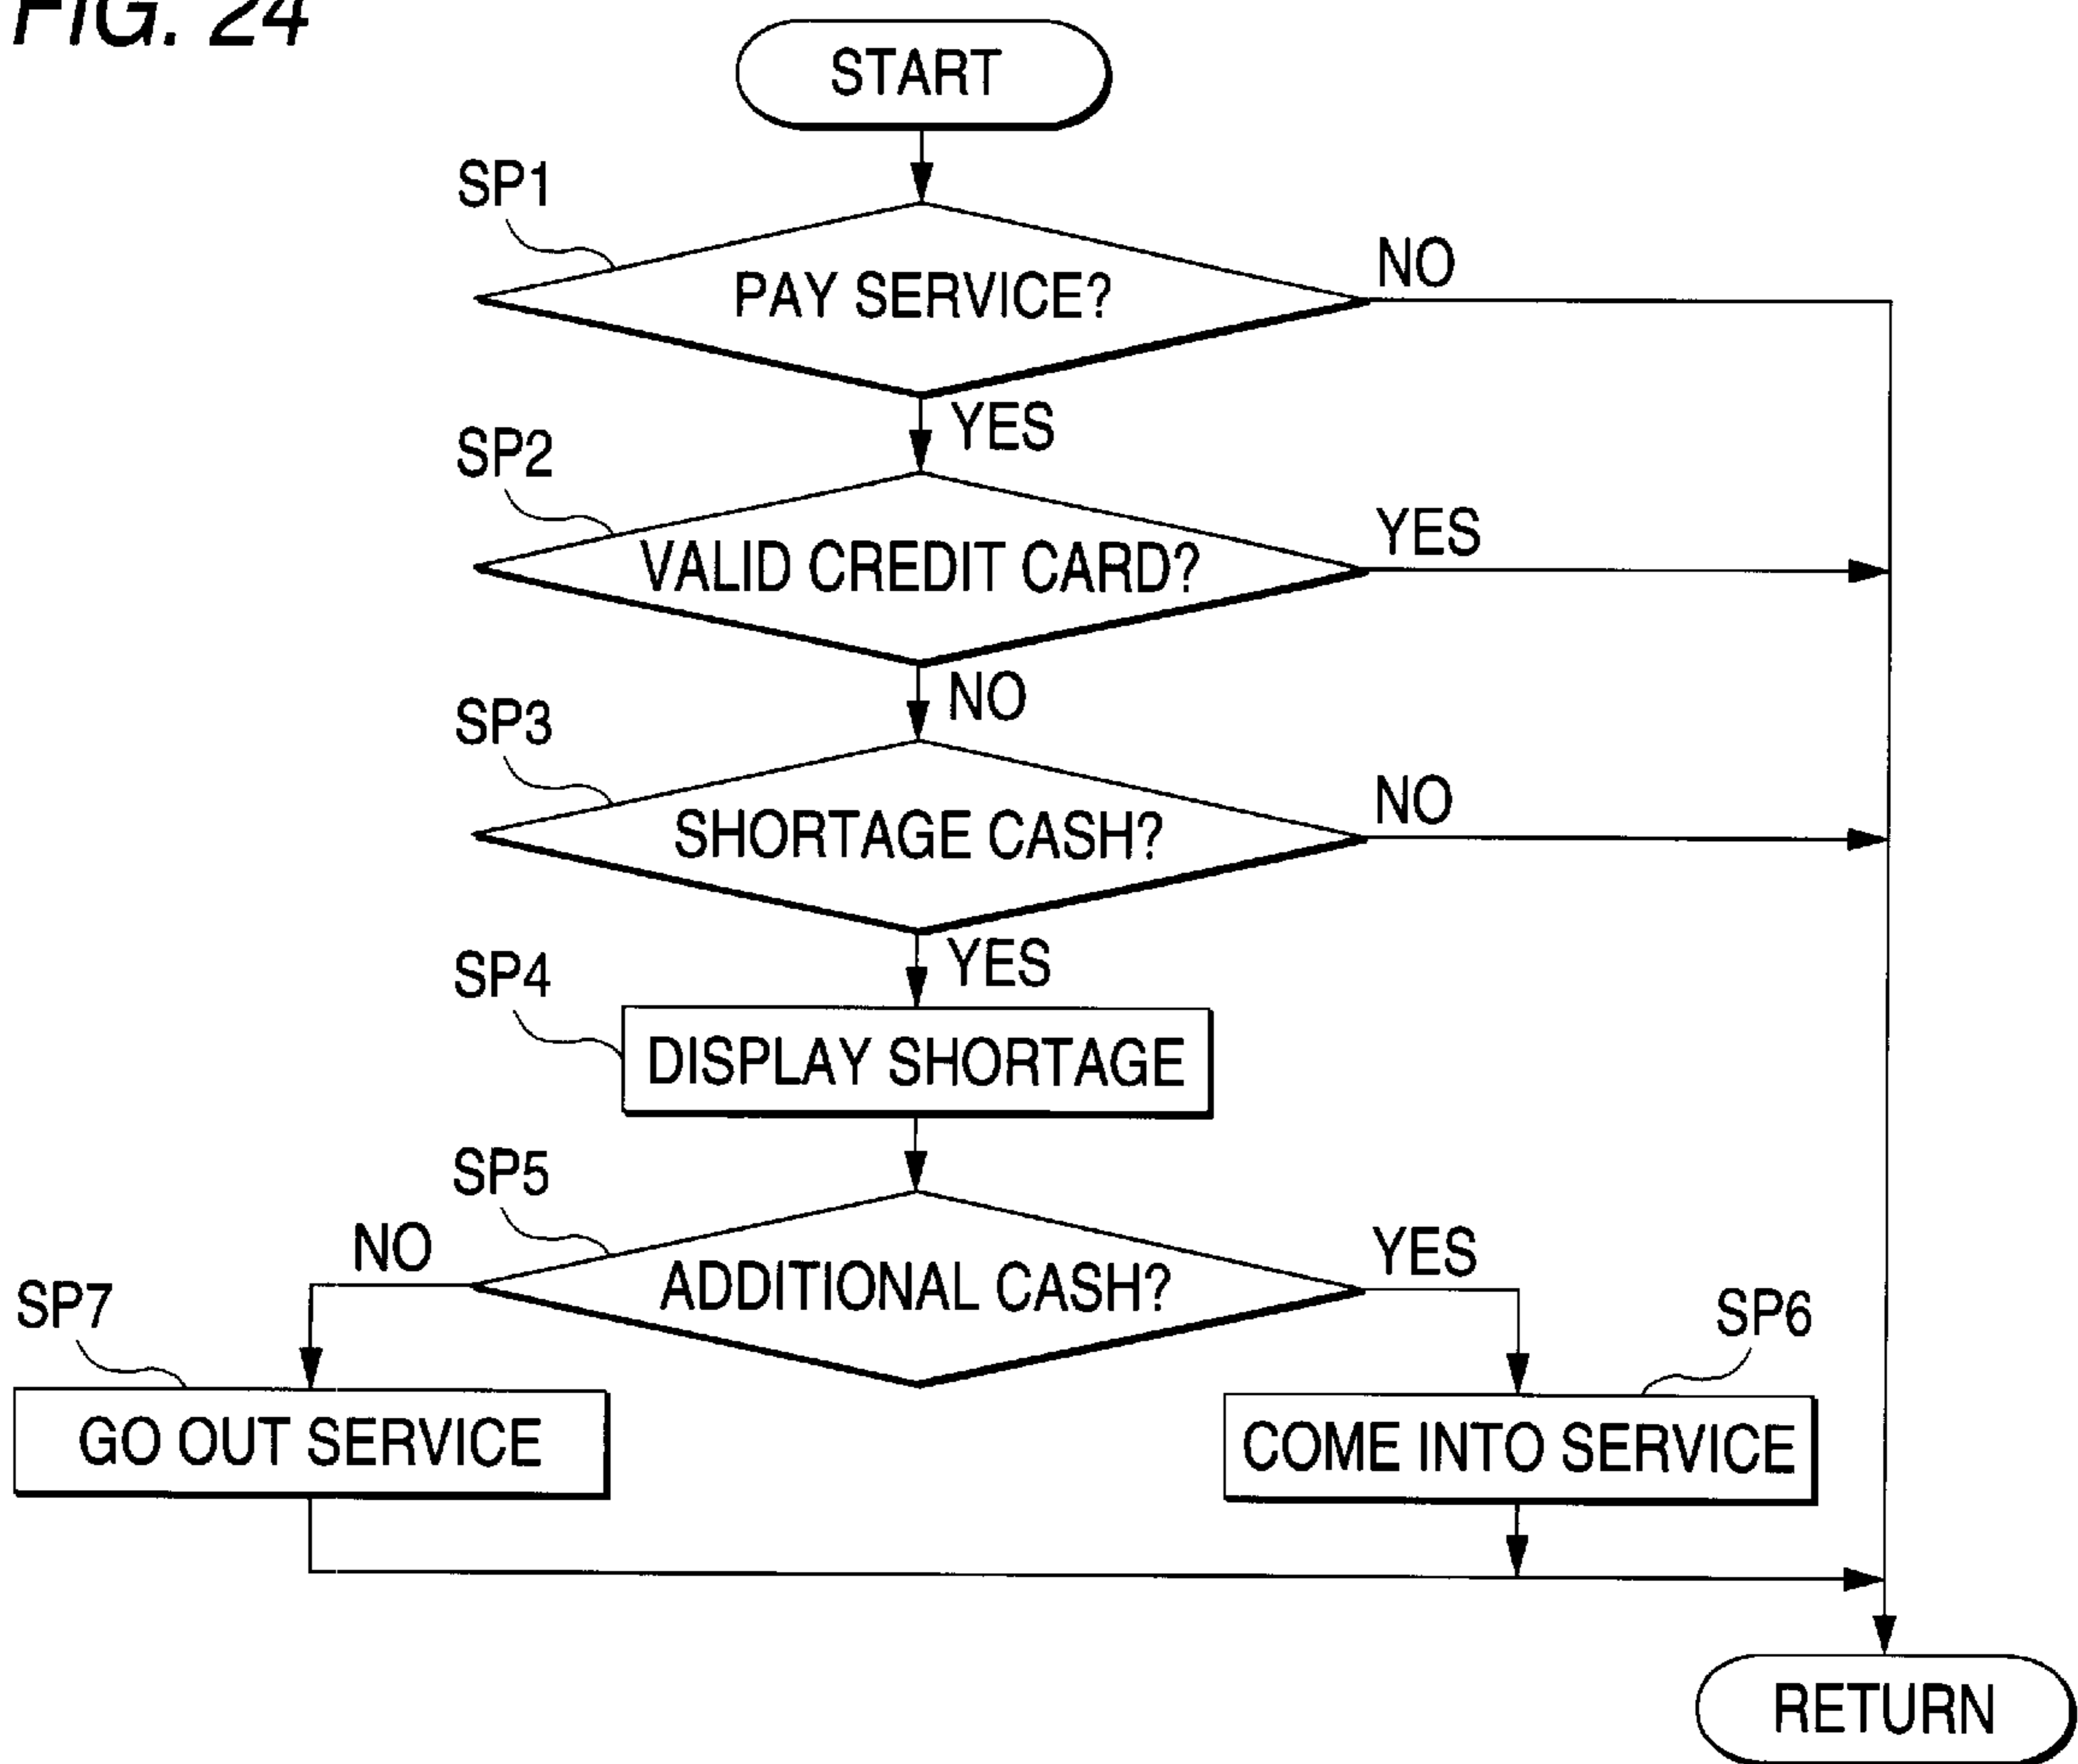 FIG. 24
START
SP1
PAY SERVICE?
NO
YES
SP2
VALID CREDIT CARD?
YES
NO
SP3
SHORTAGE CASH?
NO
YES
SP4
DISPLAY SHORTAGE
SP5
NO
ADDITIONAL CASH?
YES
SP7
SP6
GO OUT SERVICE
COME INTO SERVICE
RETURN